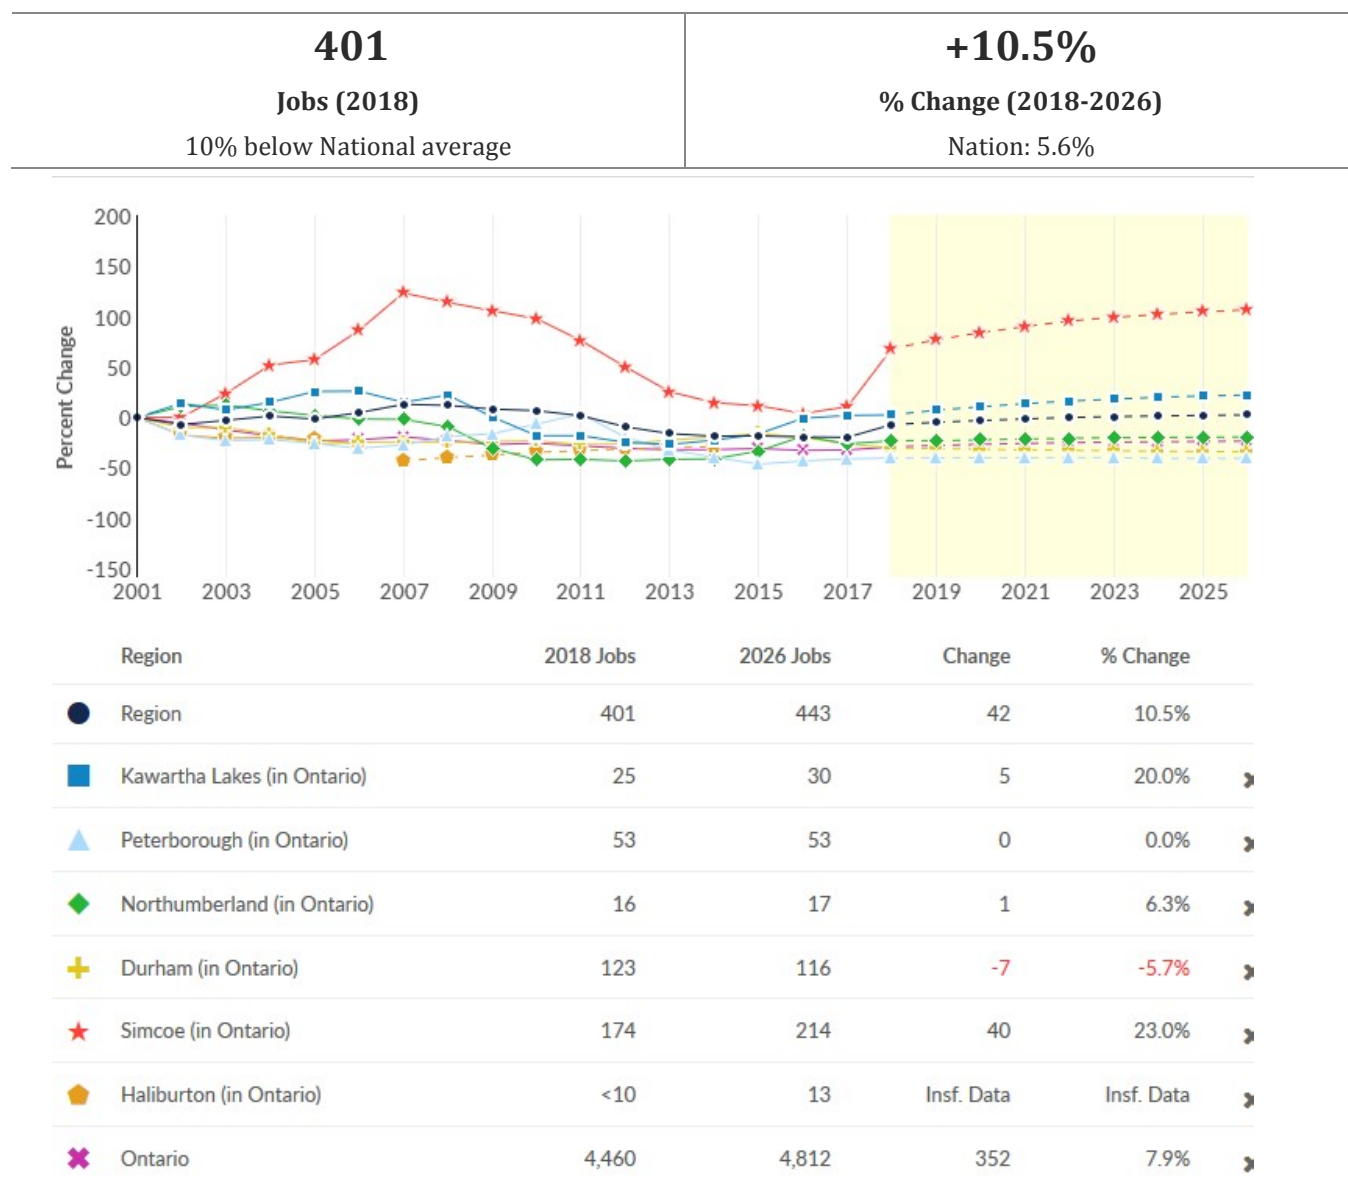 401
Jobs (2018)
10% below National average
+10.5%
% Change (2018-2026)
Nation: 5.6%
Percent Change
200
150
100
50
0
-50
-100
-150
2001 2003 2005 2007 2009 2011 2013 2015 2017 2019 2021 2023 2025
Region 2018 Jobs 2026 Jobs Change % Change
Region 401 443 42 10.5%
Kawartha Lakes (in Ontario) 25 30 5 20.0%
Peterborough (in Ontario) 53 53 0 0.0%
Northumberland (in Ontario) 16 17 1 6.3%
Durham (in Ontario) 123 116 -7 -5.7%
Simcoe (in Ontario) 174 214 40 23.0%
Haliburton (in Ontario) <10 13 Insf. Data Insf. Data
Ontario 4,460 4,812 352 7.9%